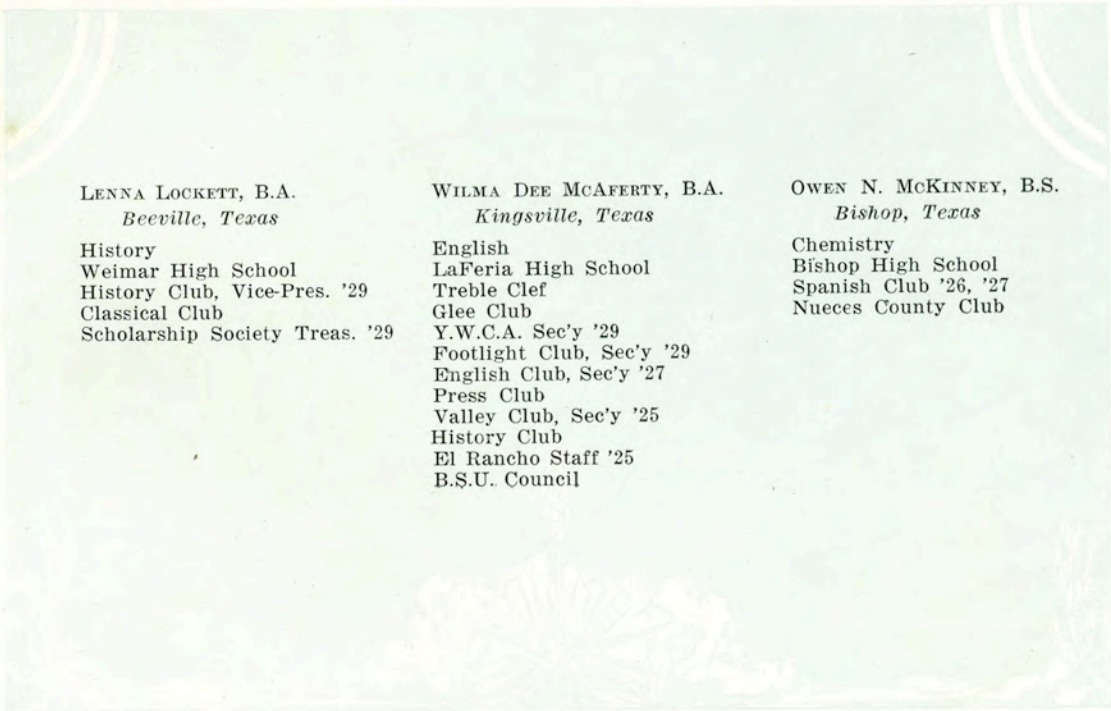 LENNA LOCKETT, B.A.
Beeville, Texas
History
Weimar High School
History Club, Vice-Pres. '29
Classical Club
Scholarship Society Treas. '29
WILMA DEE MCAFERTY, B.A.
Kingsville, Texas
English
LaFeria High School
Treble Clef
Glee Club
Y.W.C.A. Sec'y '29
Footlight Club, Sec'y '29
English Club, Sec'y '27
Press Club
Valley Club, Sec'y '25
History Club
El Rancho Staff '25
B.S.U. Council
OWEN N. MCKINNEY, B.S.
Bishop, Texas
Chemistry
Bishop High School
Spanish Club '26, '27
Nueces County Club